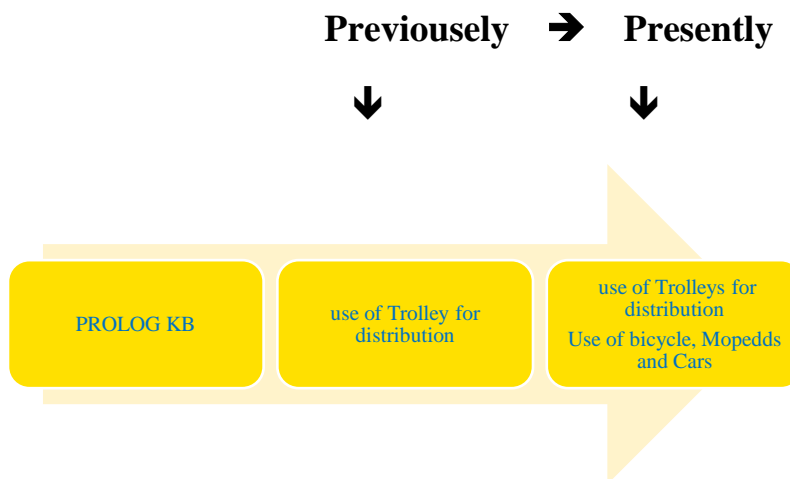 Previousely → Presently
↓ ↓
PROLOG KB
use of Trolley for
distribution
use of Trolleys for
distribution
Use of bicycle, Mopedds
and Cars